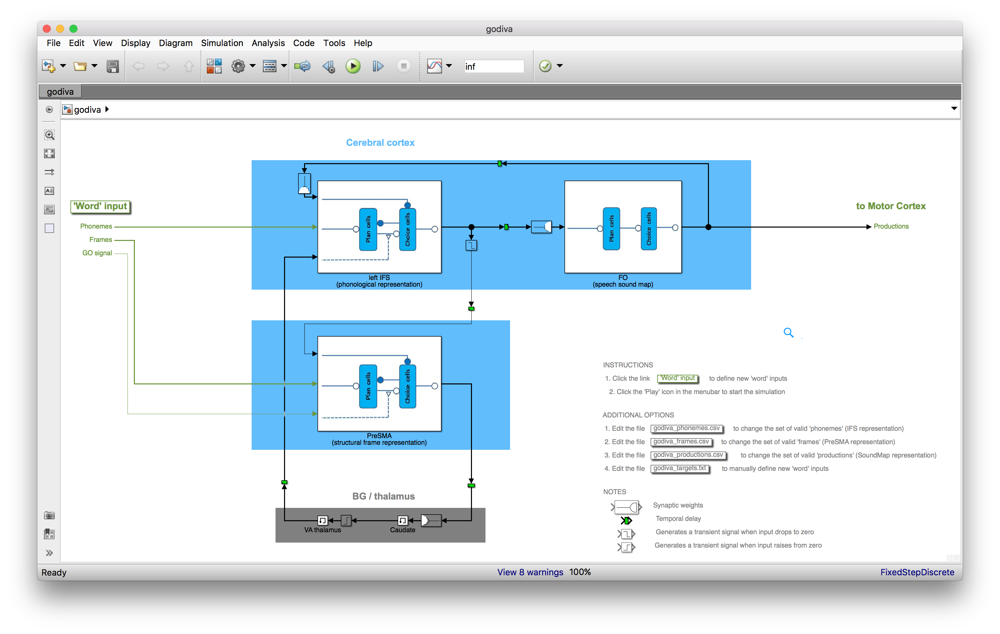 godiva
File Edit View Display Diagram Simulation Analysis Code Tools Help
inf
godiva
godiva
Cerebral cortex
'Word' input
Phonemes
Frames
GO signal
Plan cells
Choice cells
left IFS
(phonological representation)
Plan cells
Choice cells
FO
(speech sound map)
to Motor Cortex
Productions
Plan cells
Choice cells
PreSMA
(structural frame representation)
BG / thalamus
VA thalamus
Caudate
INSTRUCTIONS
1. Click the link 'Word' input to define new 'word' inputs
2. Click the 'Play' icon in the menubar to start the simulation
ADDITIONAL OPTIONS
1. Edit the file godiva_phonemes.csv to change the set of valid 'phonemes' (IFS representation)
2. Edit the file godiva_frames.csv to change the set of valid 'frames' (PreSMA representation)
3. Edit the file godiva_productions.csv to change the set of valid 'productions' (SoundMap representation)
4. Edit the file godiva_targets.txt to manually define new 'word' inputs
NOTES
Synaptic weights
Temporal delay
Generates a transient signal when input drops to zero
Generates a transient signal when input raises from zero
Ready
View 8 warnings 100%
FixedStepDiscrete